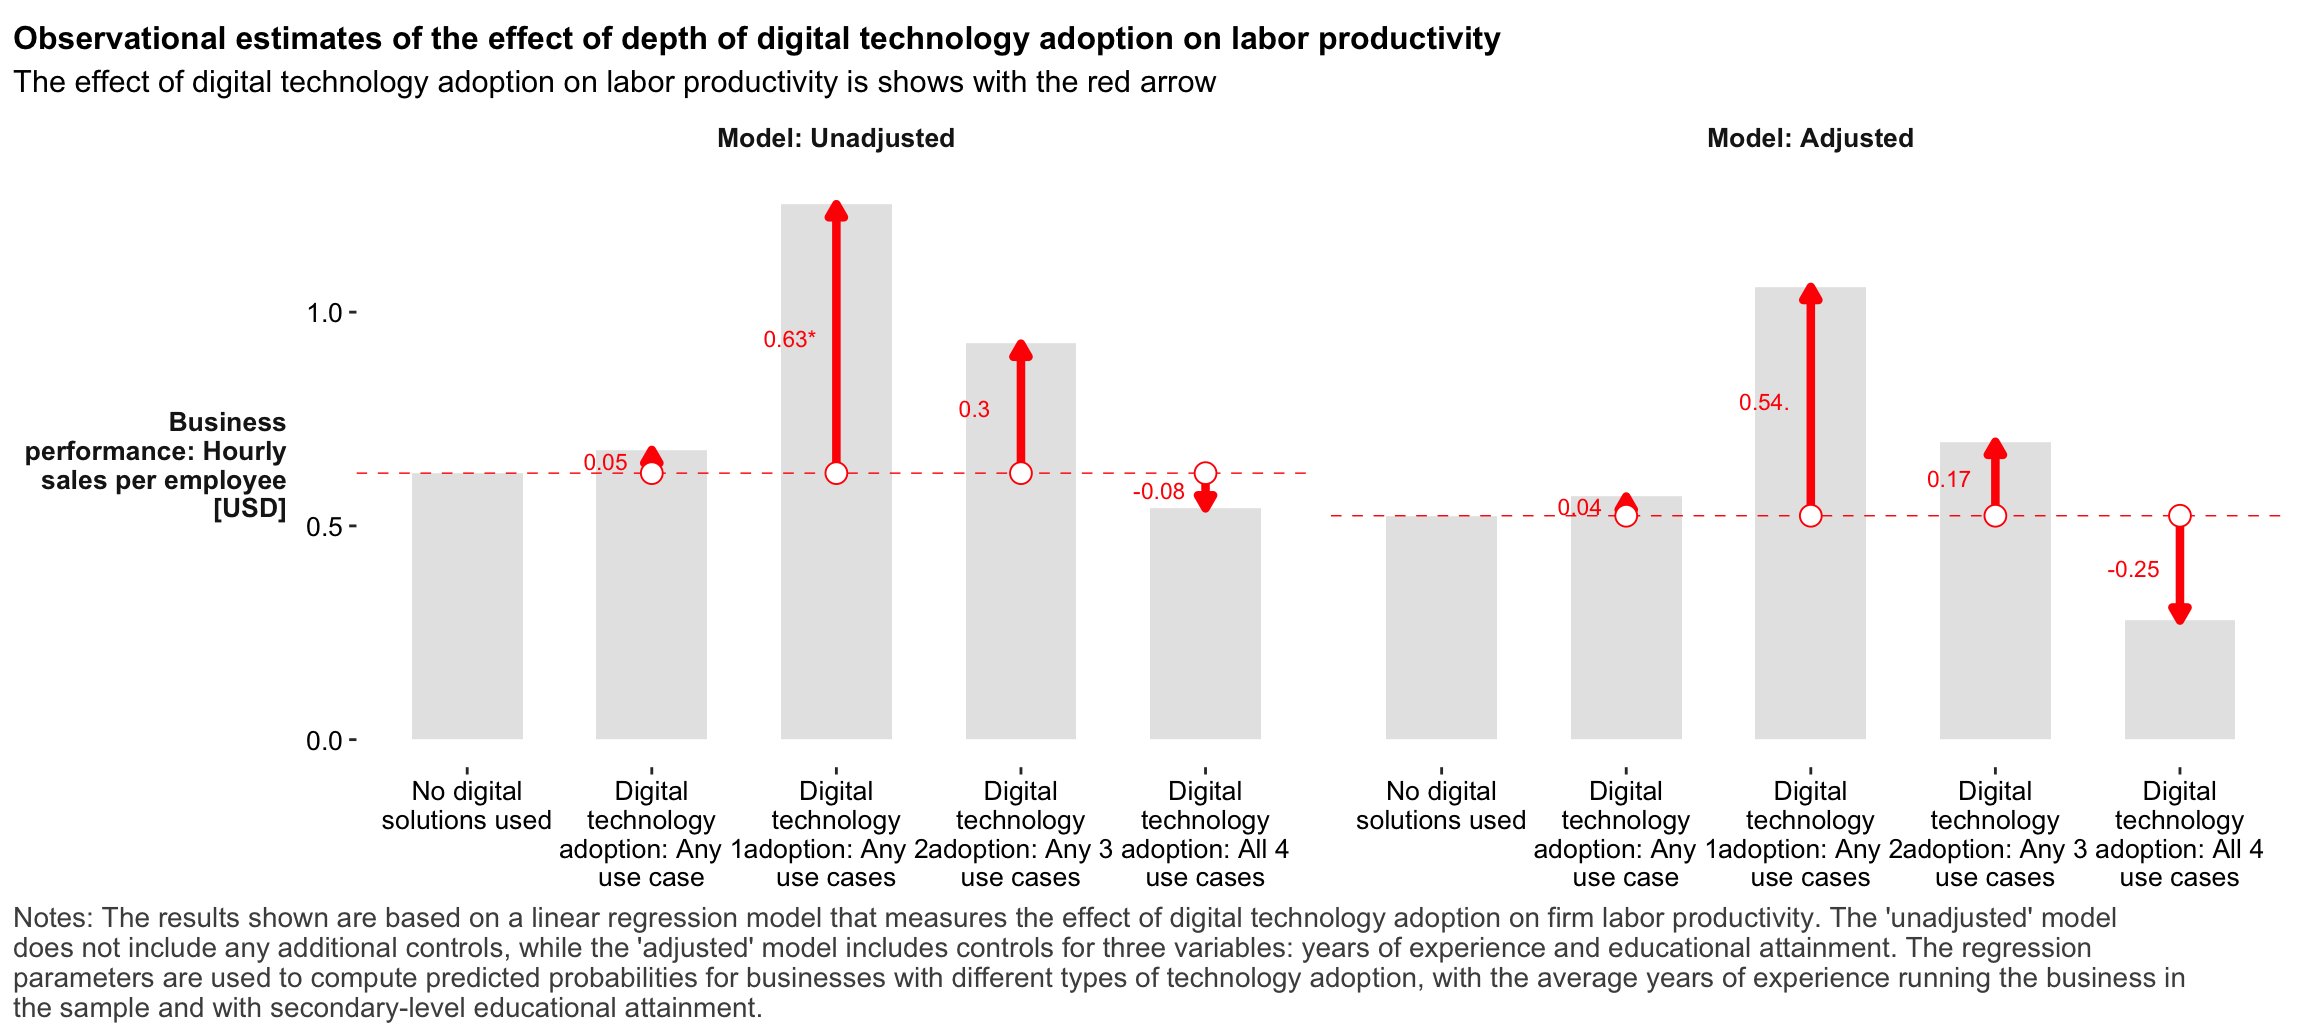 Observational estimates of the effect of depth of digital technology adoption on labor productivity
The effect of digital technology adoption on labor productivity is shows with the red arrow
Model: Unadjusted
Model: Adjusted
Business
performance: Hourly
sales per employee
[USD]
1.0
0.5
0.0
0.05
0.63*
0.3
-0.08
0.04
0.54.
0.17
-0.25
No digital
solutions used
Digital
technology
adoption: Any 1
use case
Digital
technology
adoption: Any 2
use cases
Digital
technology
adoption: Any 3
use cases
Digital
technology
adoption: All 4
use cases
No digital
solutions used
Digital
technology
adoption: Any 1
use case
Digital
technology
adoption: Any 2
use cases
Digital
technology
adoption: Any 3
use cases
Digital
technology
adoption: All 4
use cases
Notes: The results shown are based on a linear regression model that measures the effect of digital technology adoption on firm labor productivity. The 'unadjusted' model
does not include any additional controls, while the 'adjusted' model includes controls for three variables: years of experience and educational attainment. The regression
parameters are used to compute predicted probabilities for businesses with different types of technology adoption, with the average years of experience running the business in
the sample and with secondary-level educational attainment.